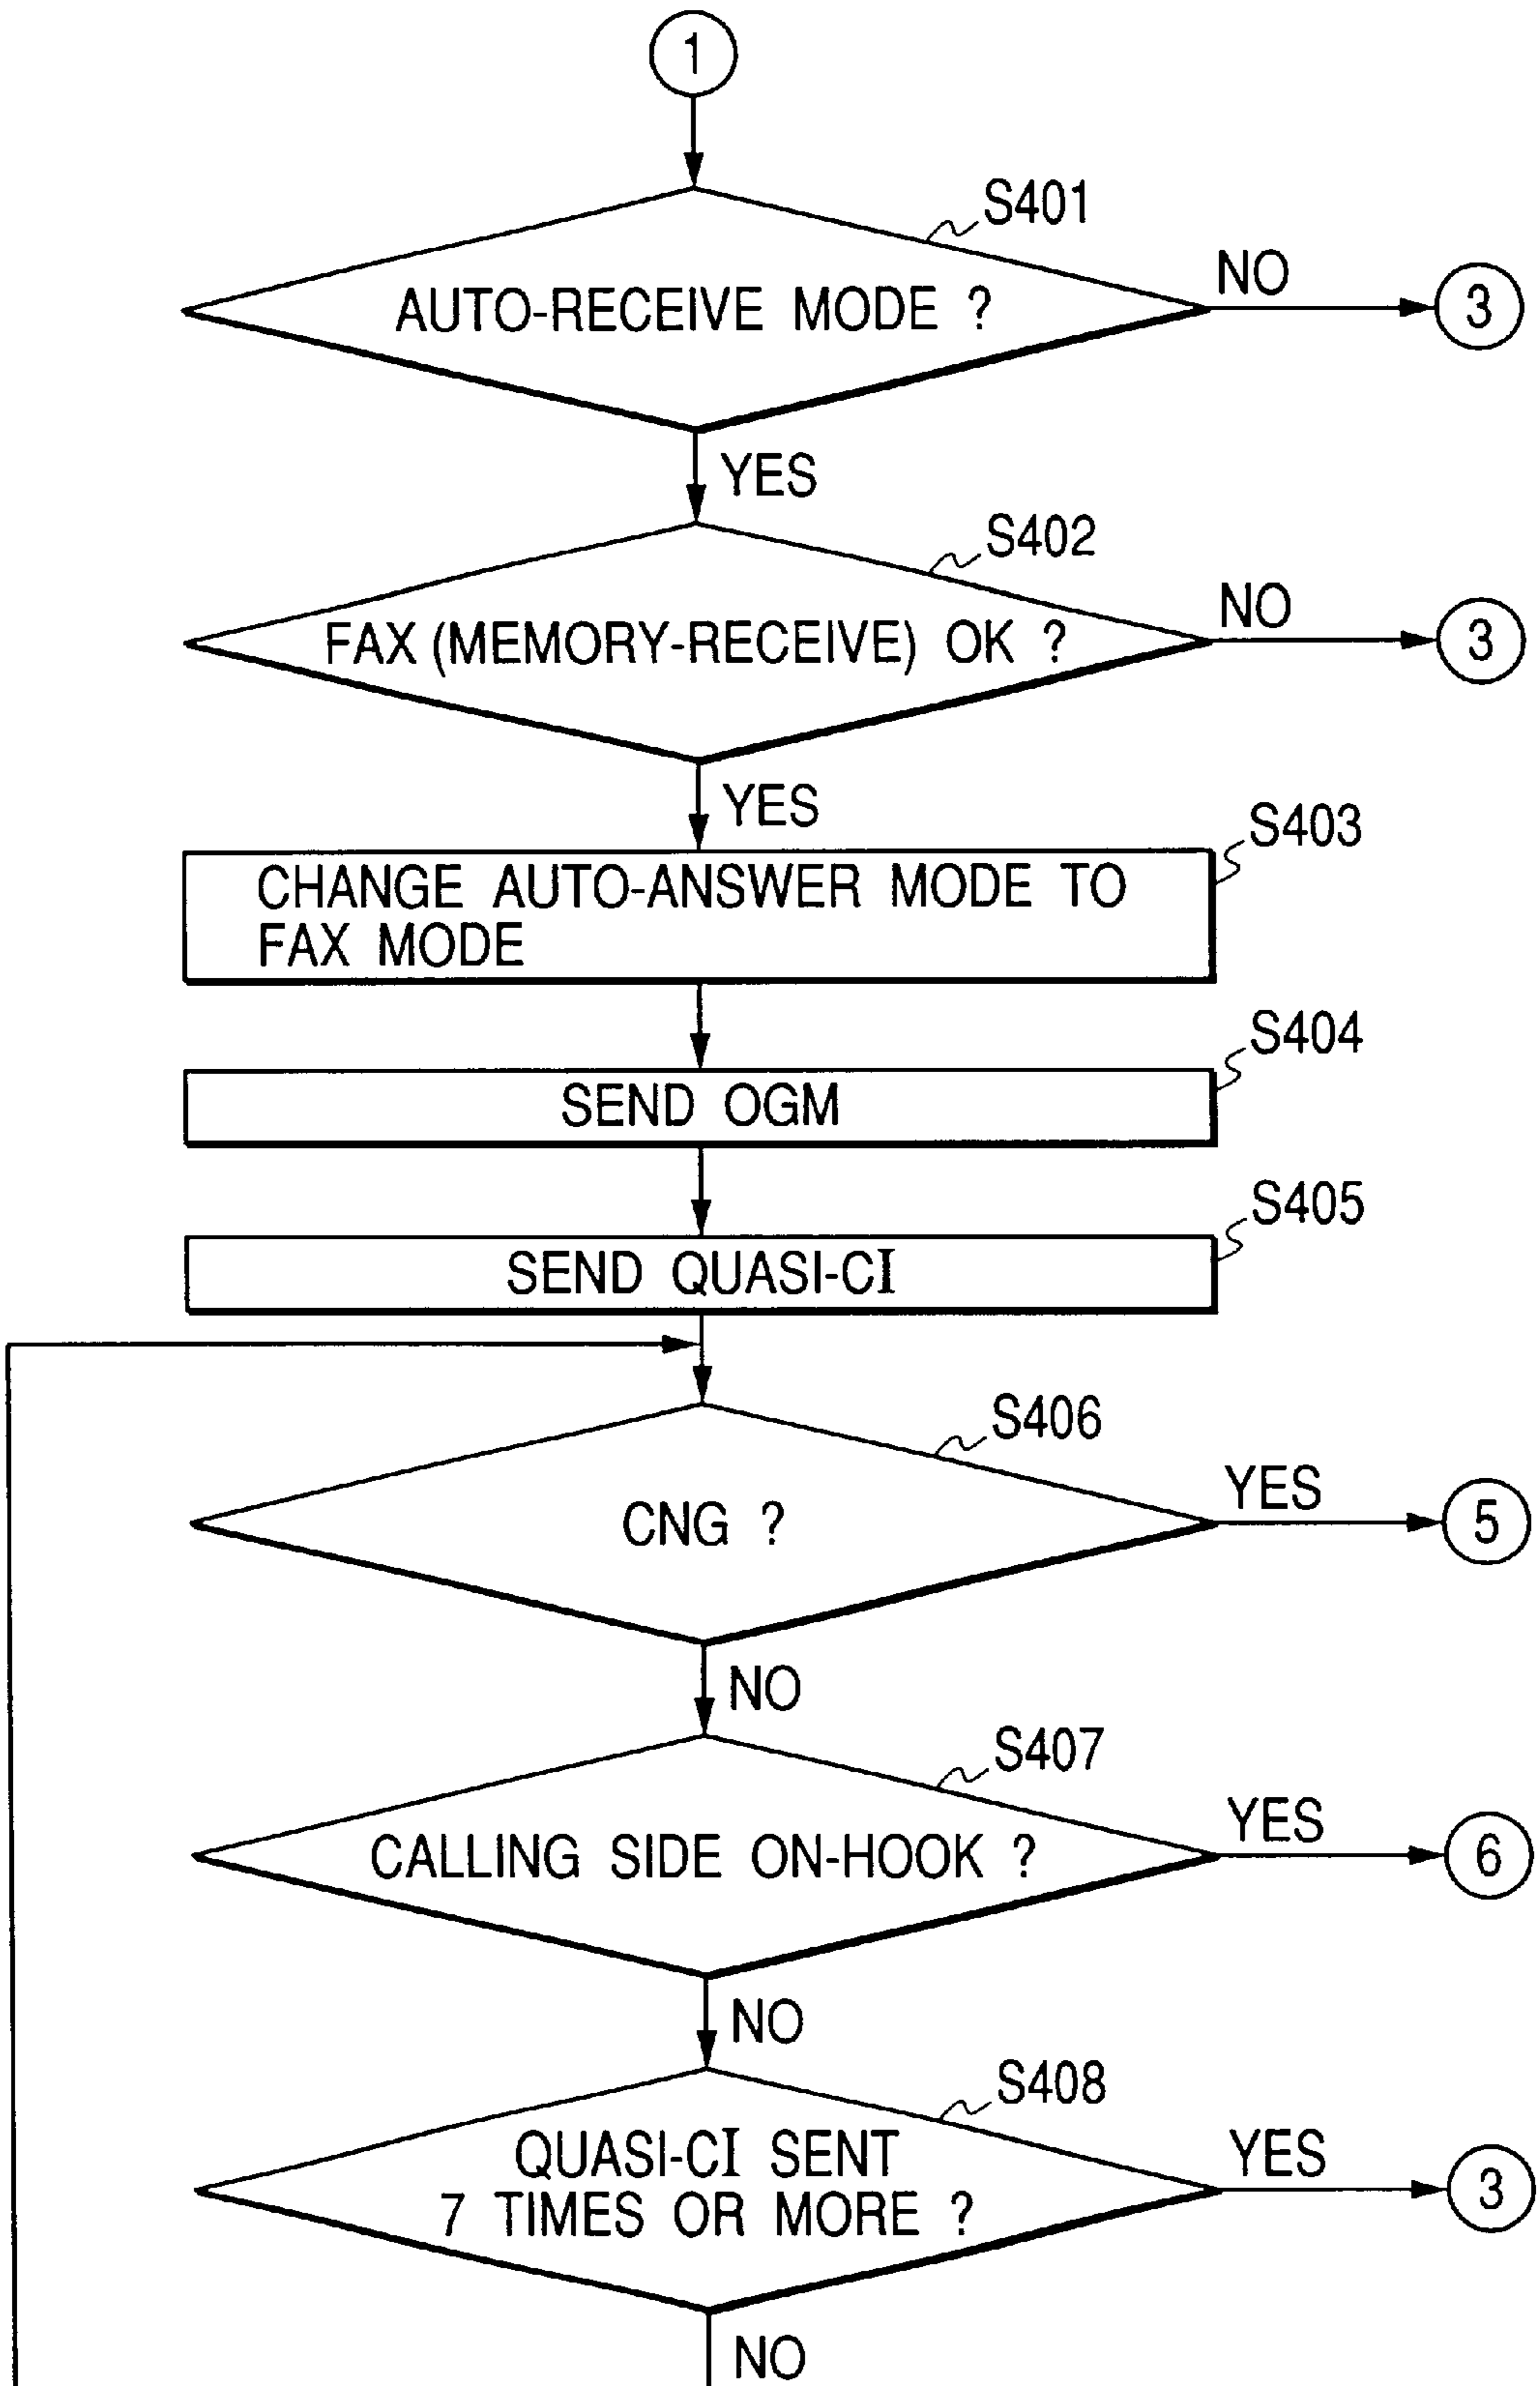 1
S401
AUTO-RECEIVE MODE ?
NO
3
YES
S402
FAX (MEMORY-RECEIVE) OK ?
NO
3
YES
S403
CHANGE AUTO-ANSWER MODE TO
FAX MODE
S404
SEND OGM
S405
SEND QUASI-CI
S406
CNG ?
YES
5
NO
S407
CALLING SIDE ON-HOOK ?
YES
6
NO
S408
QUASI-CI SENT
7 TIMES OR MORE ?
YES
3
NO